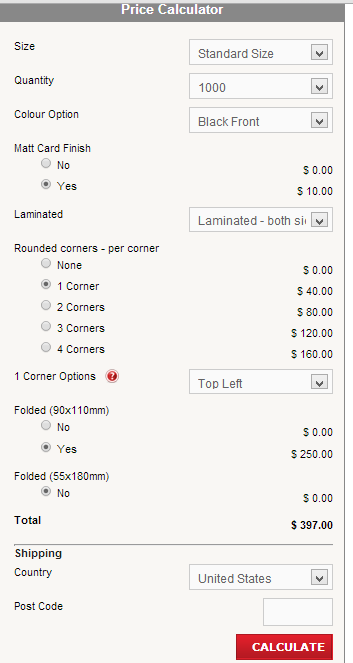 Price Calculator
Size Standard Size
Quantity 1000
Colour Option Black Front
Matt Card Finish
No $ 0.00
Yes $ 10.00
Laminated Laminated - both si
Rounded corners - per corner
None $ 0.00
1 Corner $ 40.00
2 Corners $ 80.00
3 Corners $ 120.00
4 Corners $ 160.00
1 Corner Options ? Top Left
Folded (90x110mm)
No $ 0.00
Yes $ 250.00
Folded (55x180mm)
No $ 0.00
Total $ 397.00
Shipping
Country United States
Post Code
CALCULATE